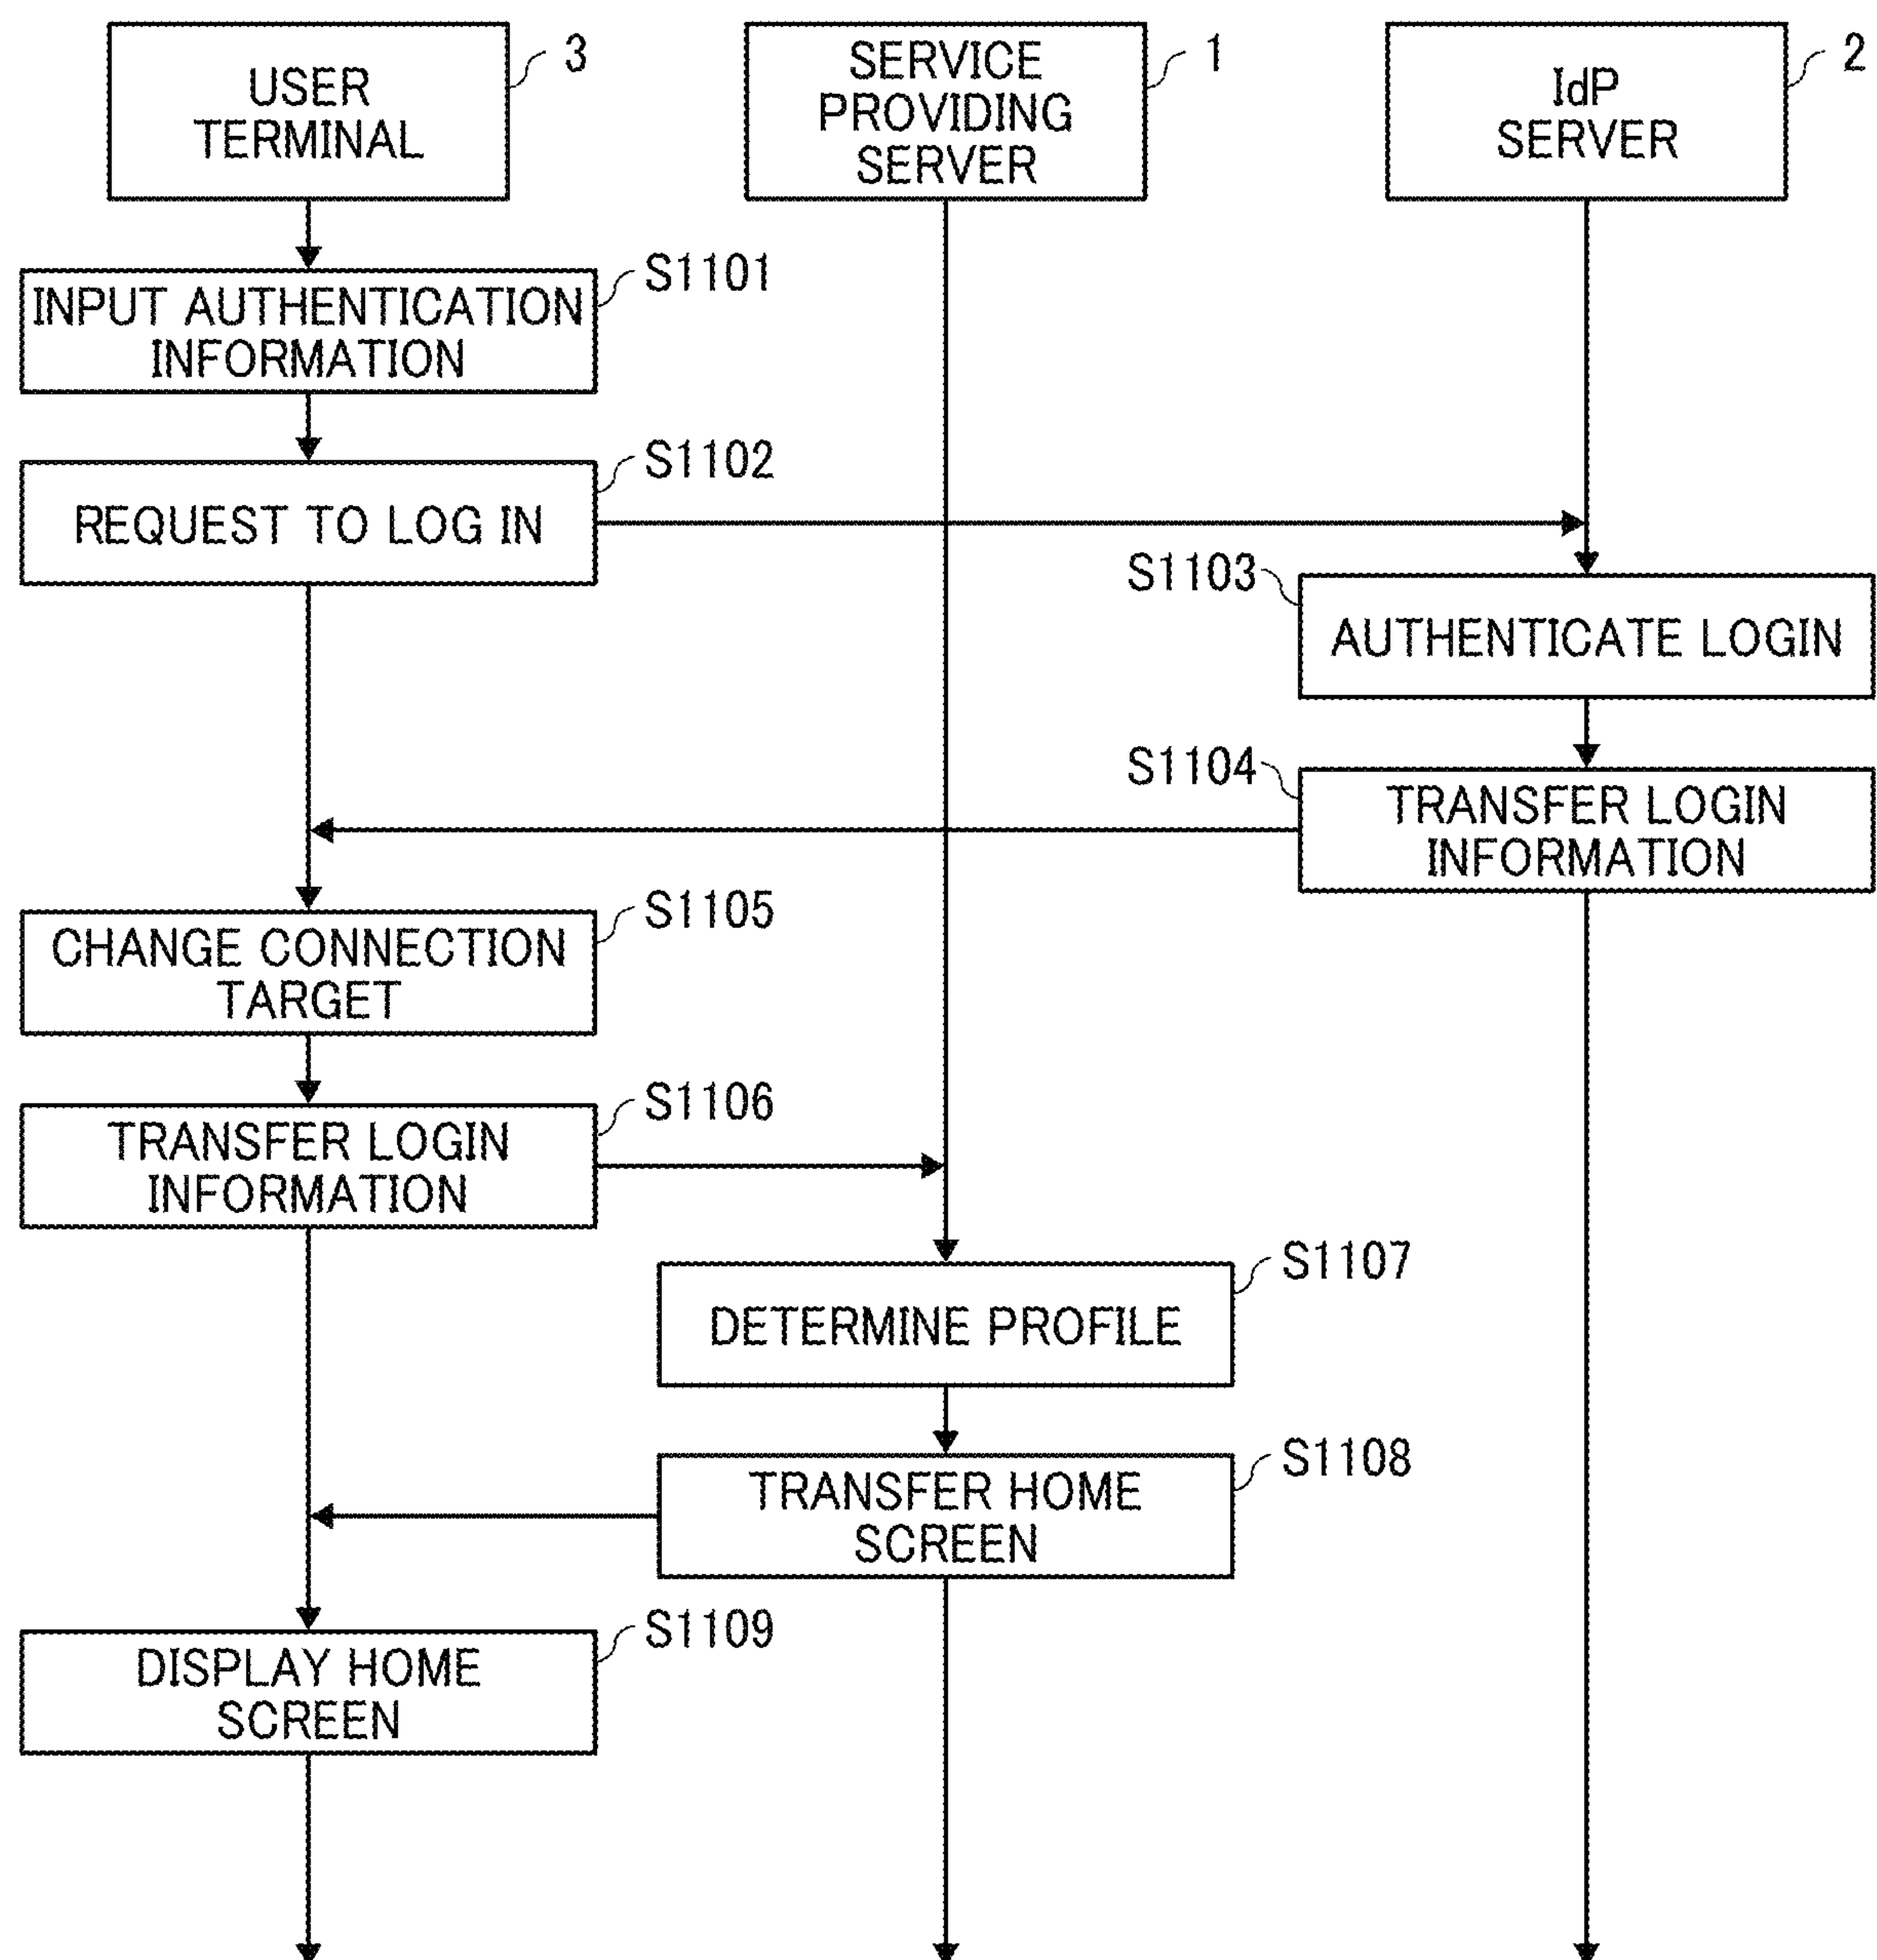 USER
TERMINAL
3
SERVICE
PROVIDING
SERVER
1
IdP
SERVER
2
INPUT AUTHENTICATION
INFORMATION
S1101
REQUEST TO LOG IN
S1102
S1103
AUTHENTICATE LOGIN
S1104
TRANSFER LOGIN
INFORMATION
CHANGE CONNECTION
TARGET
S1105
TRANSFER LOGIN
INFORMATION
S1106
DETERMINE PROFILE
S1107
TRANSFER HOME
SCREEN
S1108
DISPLAY HOME
SCREEN
S1109